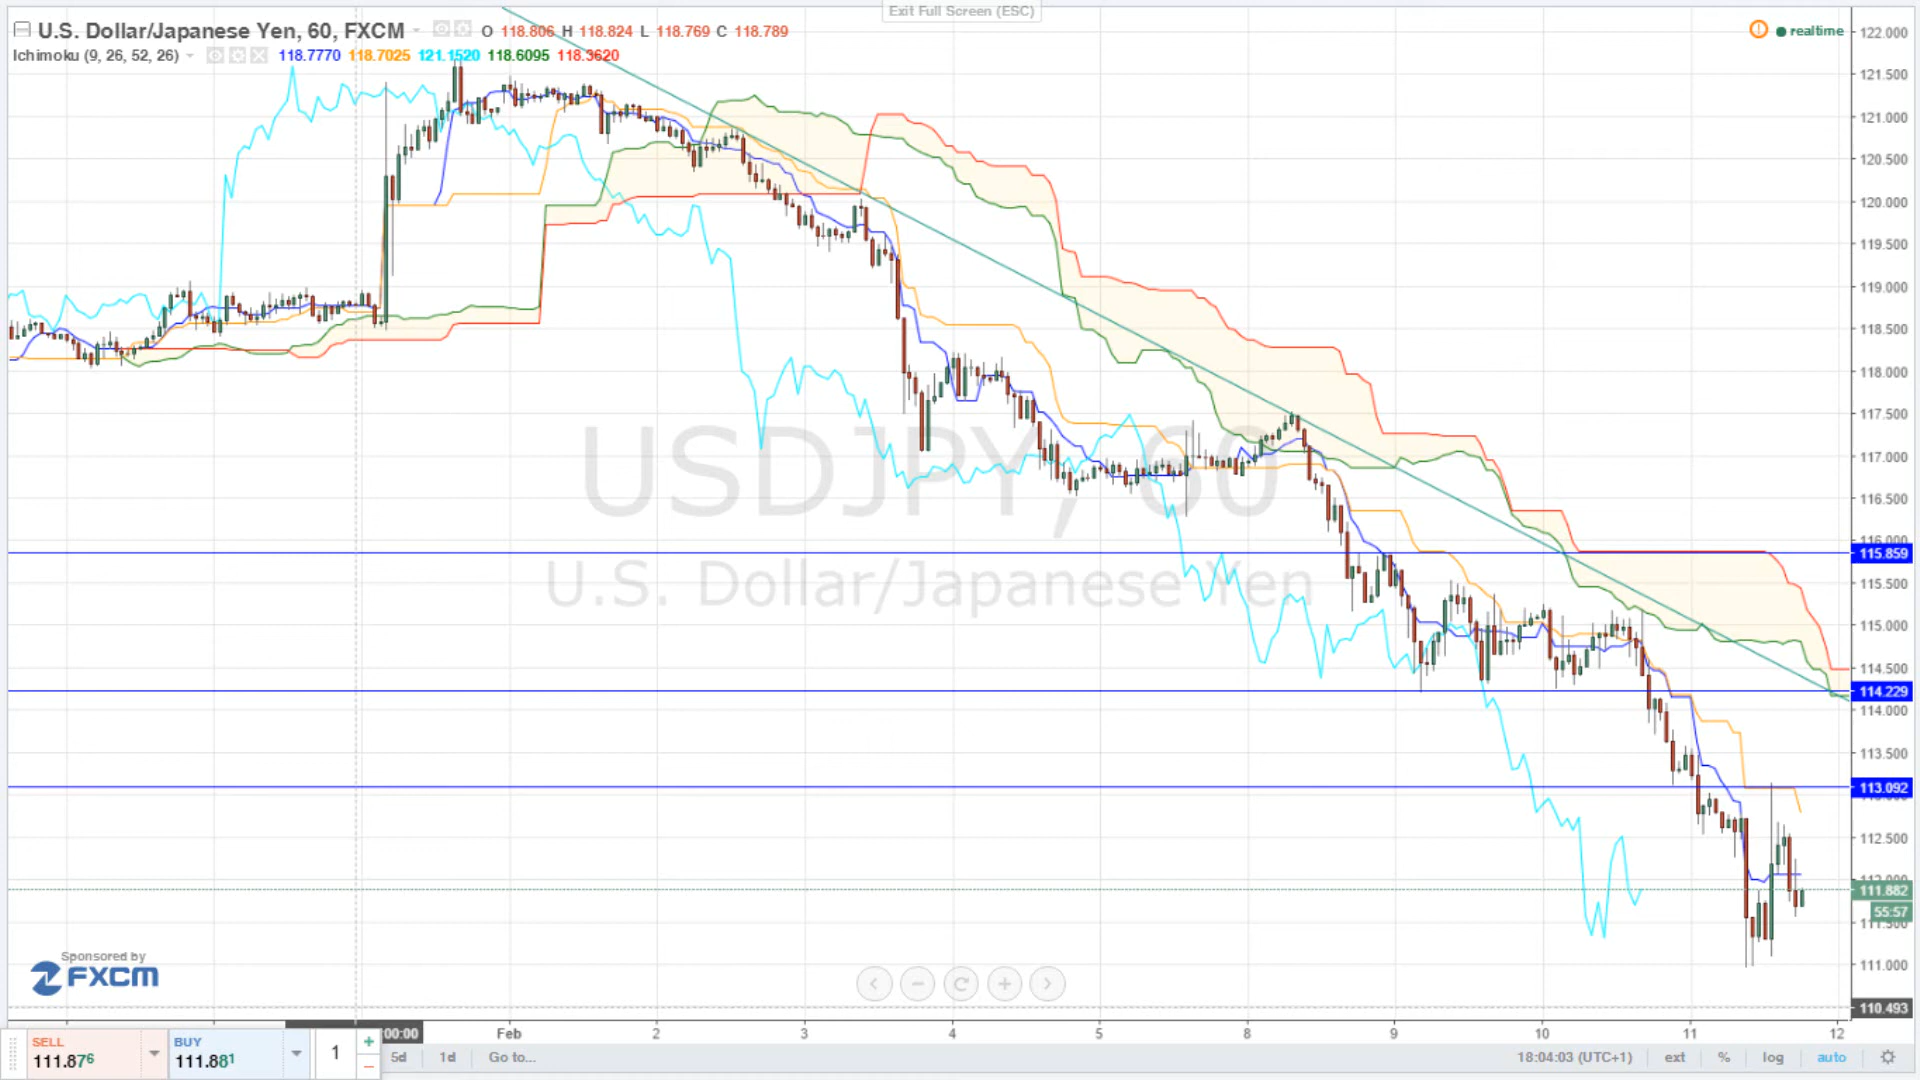 Exit Full Screen (ESC)
U.S. Dollar/Japanese Yen, 60, FXCM O 118.806 H 118.824 L 118.769 C 118.789
Ichimoku (9, 26, 52, 26) 118.7770 118.7025 121.1520 118.6095 118.3620
realtime
122.000
121.500
121.000
120.500
120.000
119.500
119.000
118.500
118.000
117.500
117.000
116.500
116.000
115.859
115.500
115.000
114.500
114.229
114.000
113.500
113.092
112.500
112.000
111.882
55:57
111.500
111.000
110.493
USDJPY, 60
U.S. Dollar/Japanese Yen
Sponsored by
FXCM
00:00 Feb 2 3 4 5 8 9 10 11 12
SELL
111.876
BUY
111.881
1
5d 1d Go to... 18:04:03 (UTC+1) ext % log auto